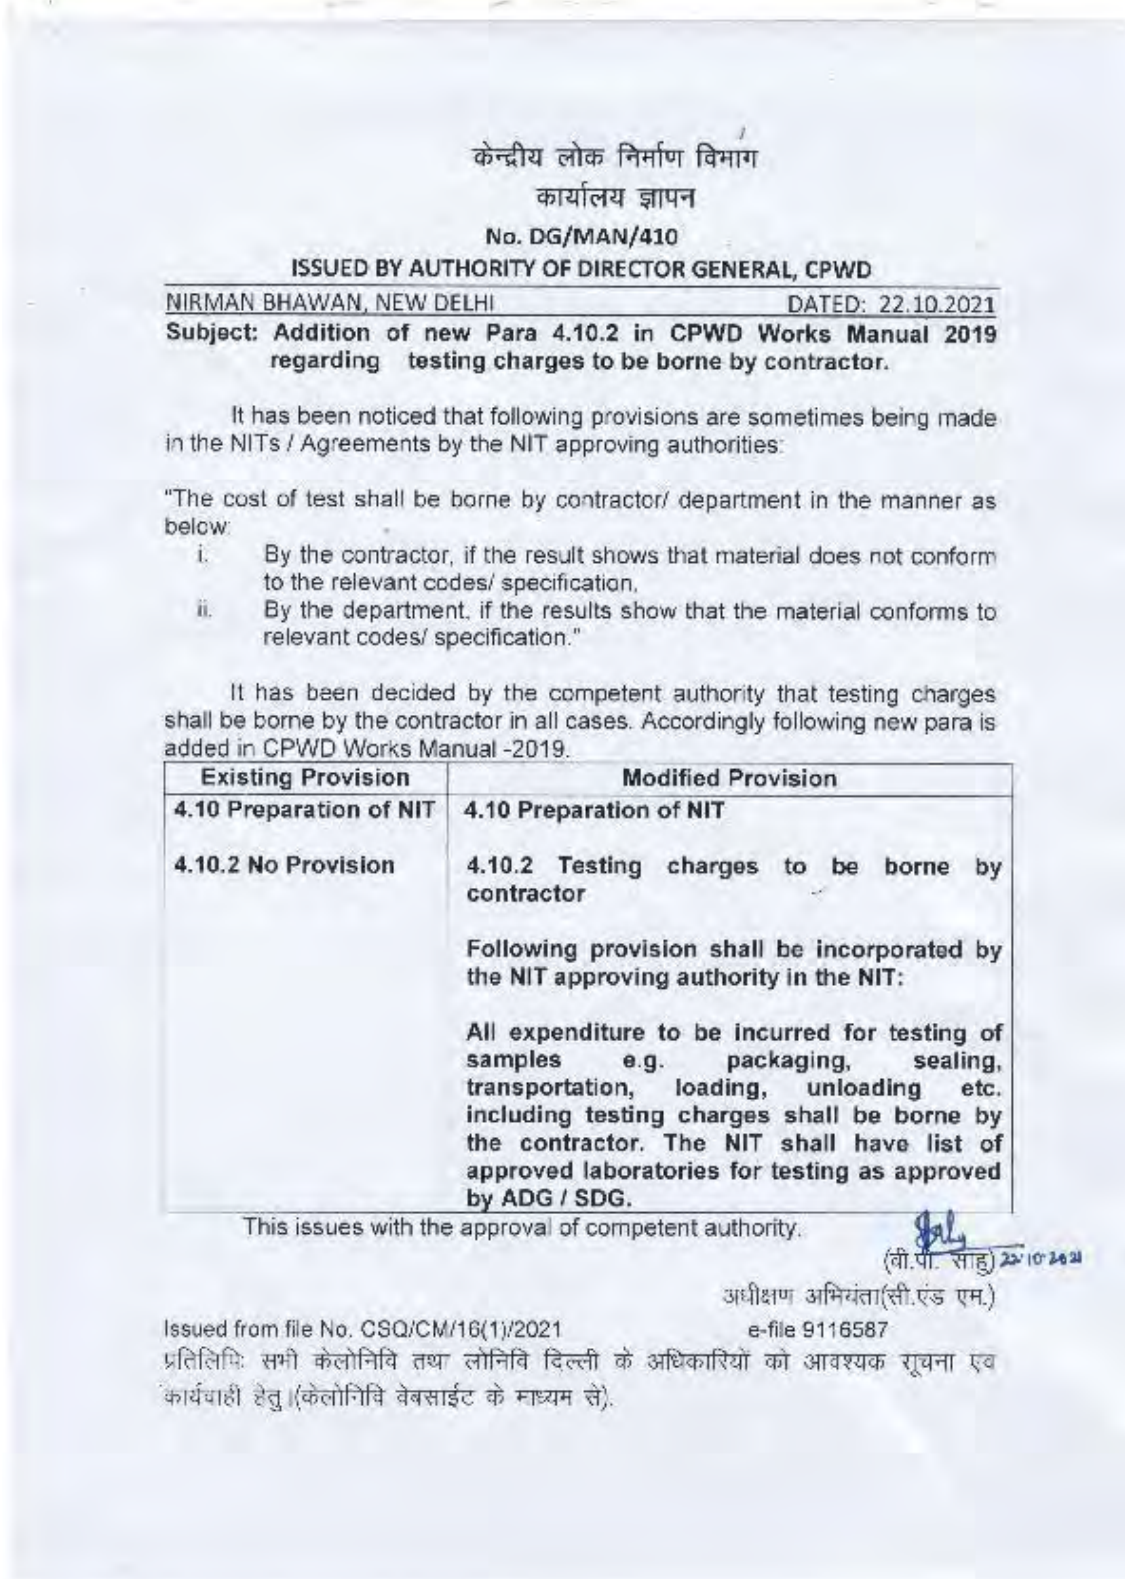 केन्द्रीय लोक निर्माण विभाग
कार्यालय ज्ञापन
No. DG/MAN/410
ISSUED BY AUTHORITY OF DIRECTOR GENERAL, CPWD
NIRMAN BHAWAN, NEW DELHI DATED: 22.10.2021
Subject: Addition of new Para 4.10.2 in CPWD Works Manual 2019
regarding testing charges to be borne by contractor.
It has been noticed that following provisions are sometimes being made
in the NITs / Agreements by the NIT approving authorities:
"The cost of test shall be borne by contractor/ department in the manner as
below:
i. By the contractor, if the result shows that material does not conform
to the relevant codes/ specification,
ii. By the department, if the results show that the material conforms to
relevant codes/ specification."
It has been decided by the competent authority that testing charges
shall be borne by the contractor in all cases. Accordingly following new para is
added in CPWD Works Manual -2019.
Existing Provision Modified Provision
4.10 Preparation of NIT 4.10 Preparation of NIT
4.10.2 No Provision 4.10.2 Testing charges to be borne by
contractor
Following provision shall be incorporated by
the NIT approving authority in the NIT:
All expenditure to be incurred for testing of
samples e.g. packaging, sealing,
transportation, loading, unloading etc.
including testing charges shall be borne by
the contractor. The NIT shall have list of
approved laboratories for testing as approved
by ADG / SDG.
This issues with the approval of competent authority.
(वी.पी. साहु) 22·10·2021
अधीक्षण अभियंता(सी.एंड एम.)
Issued from file No. CSQ/CM/16(1)/2021 e-file 9116587
प्रतिलिपिः सभी केलोनिवि तथा लोनिवि दिल्ली के अधिकारियों को आवश्यक सूचना एव
कार्यवाही हेतु।(केलोनिवि वेबसाईट के माध्यम से).